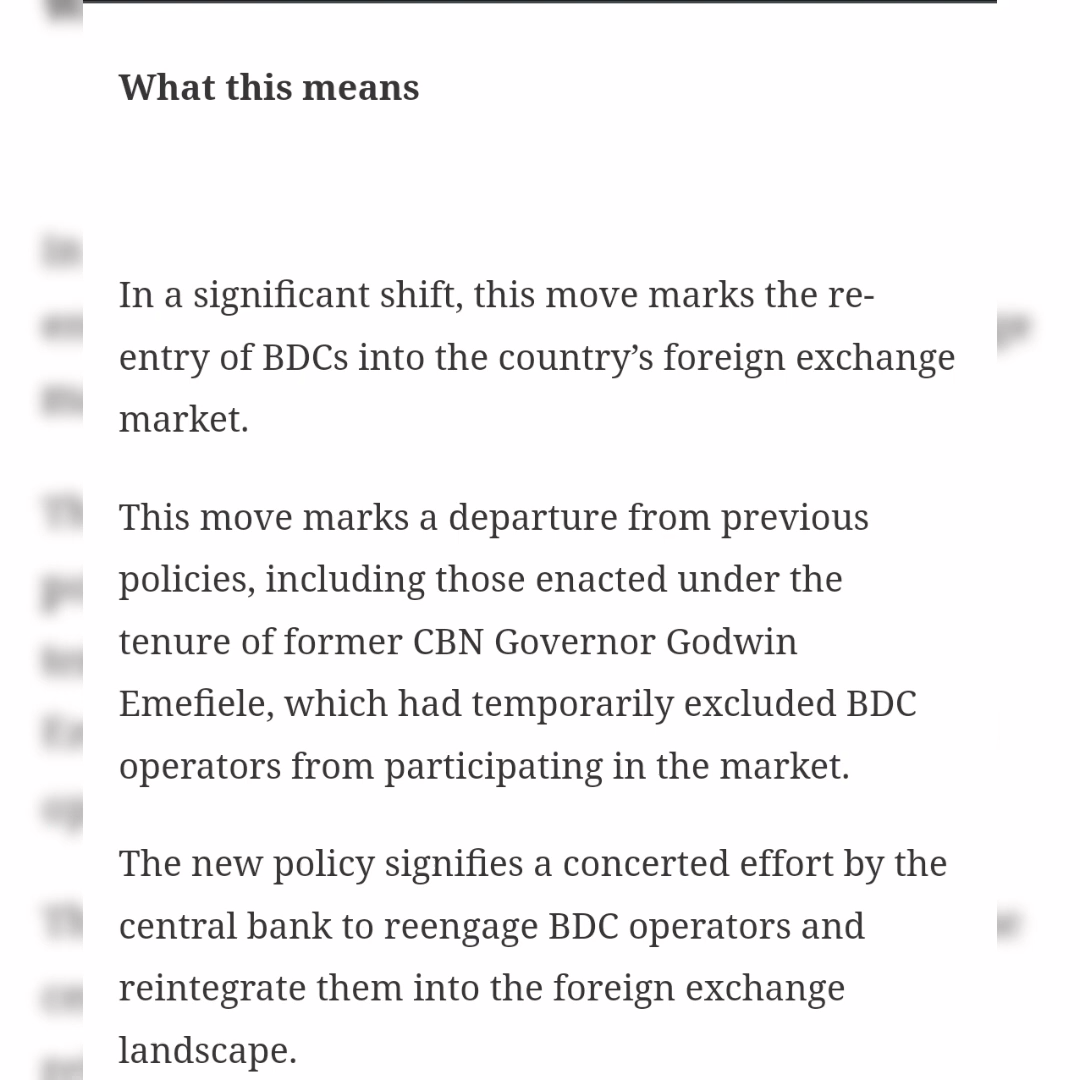 What this means
In a significant shift, this move marks the re-
entry of BDCs into the country’s foreign exchange
market.
This move marks a departure from previous
policies, including those enacted under the
tenure of former CBN Governor Godwin
Emefiele, which had temporarily excluded BDC
operators from participating in the market.
The new policy signifies a concerted effort by the
central bank to reengage BDC operators and
reintegrate them into the foreign exchange
landscape.